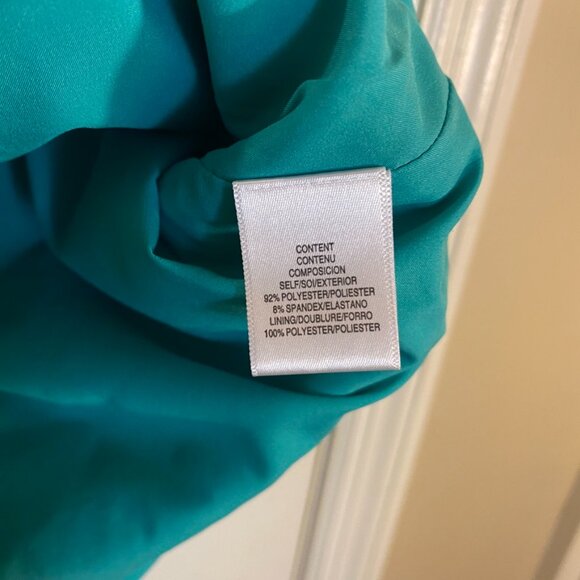 CONTENT
CONTENU
COMPOSICION
SELF/SOI/EXTERIOR
92% POLYESTER/POLIESTER
8% SPANDEX/ELASTANO
LINING/DOUBLURE/FORRO
100% POLYESTER/POLIESTER